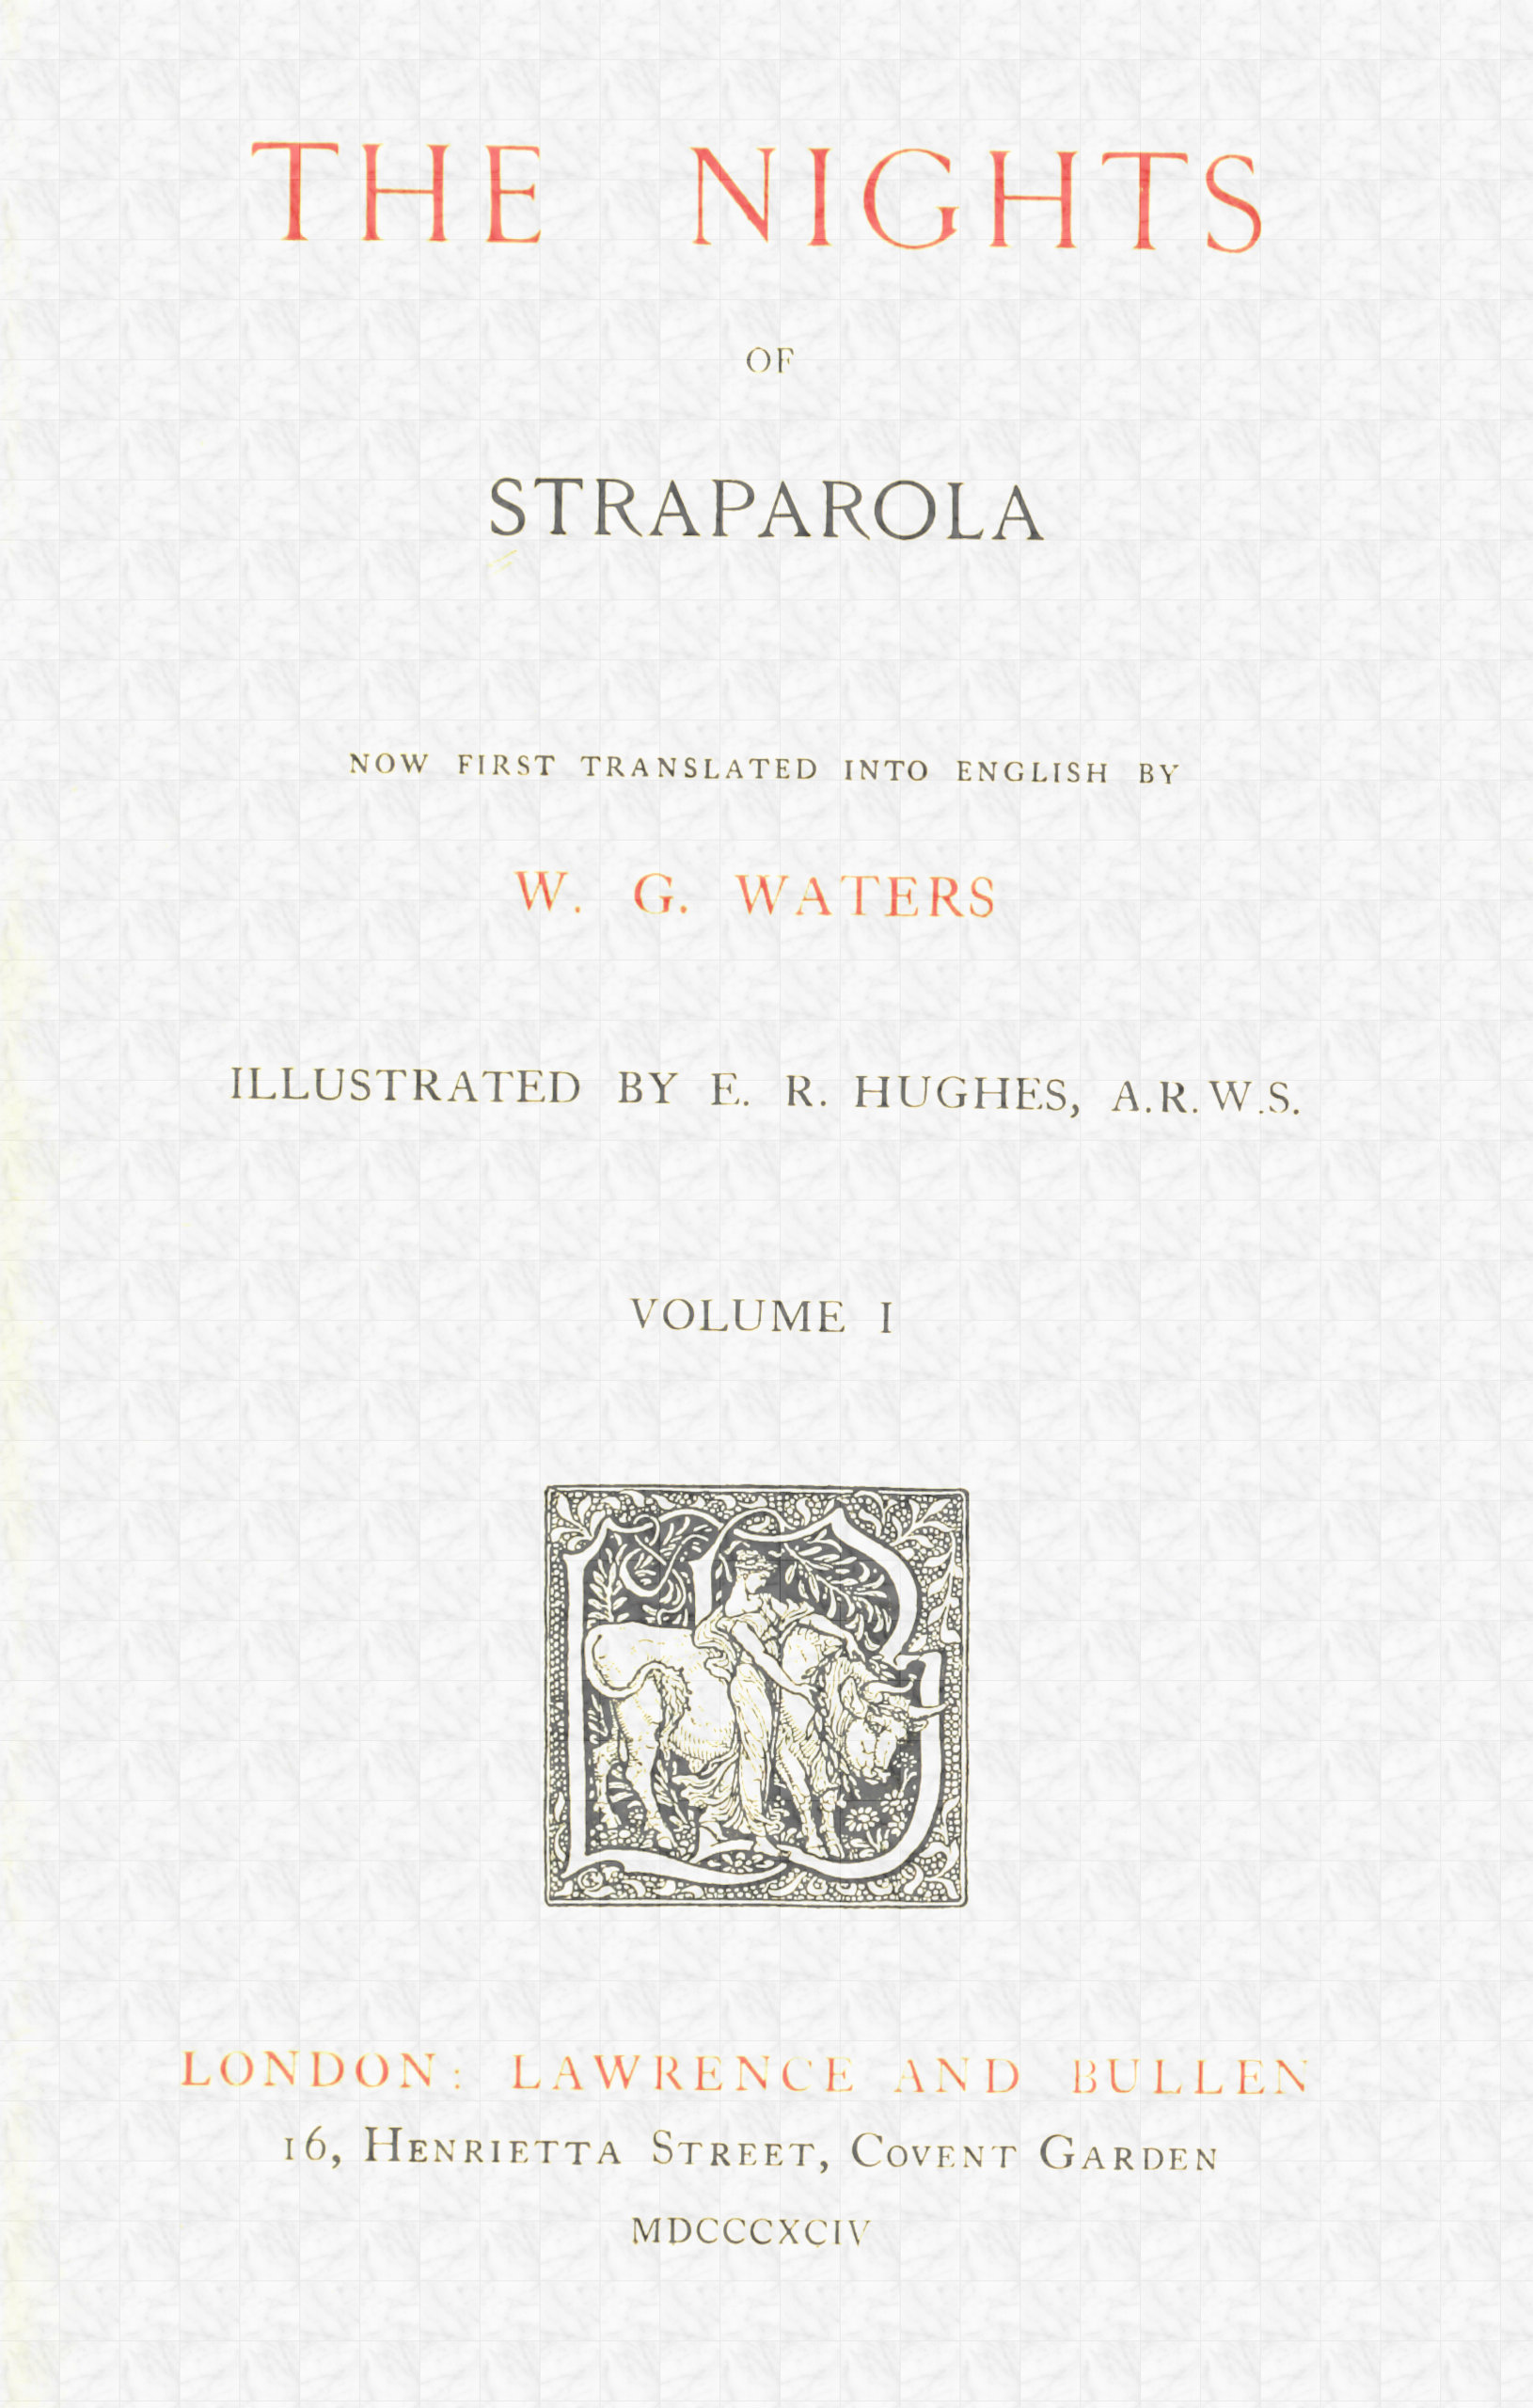 THE NIGHTS
OF
STRAPAROLA
NOW FIRST TRANSLATED INTO ENGLISH BY
W. G. WATERS
ILLUSTRATED BY E. R. HUGHES, A.R.W.S.
VOLUME I
LONDON: LAWRENCE AND BULLEN
16, HENRIETTA STREET, COVENT GARDEN
MDCCCXCIV